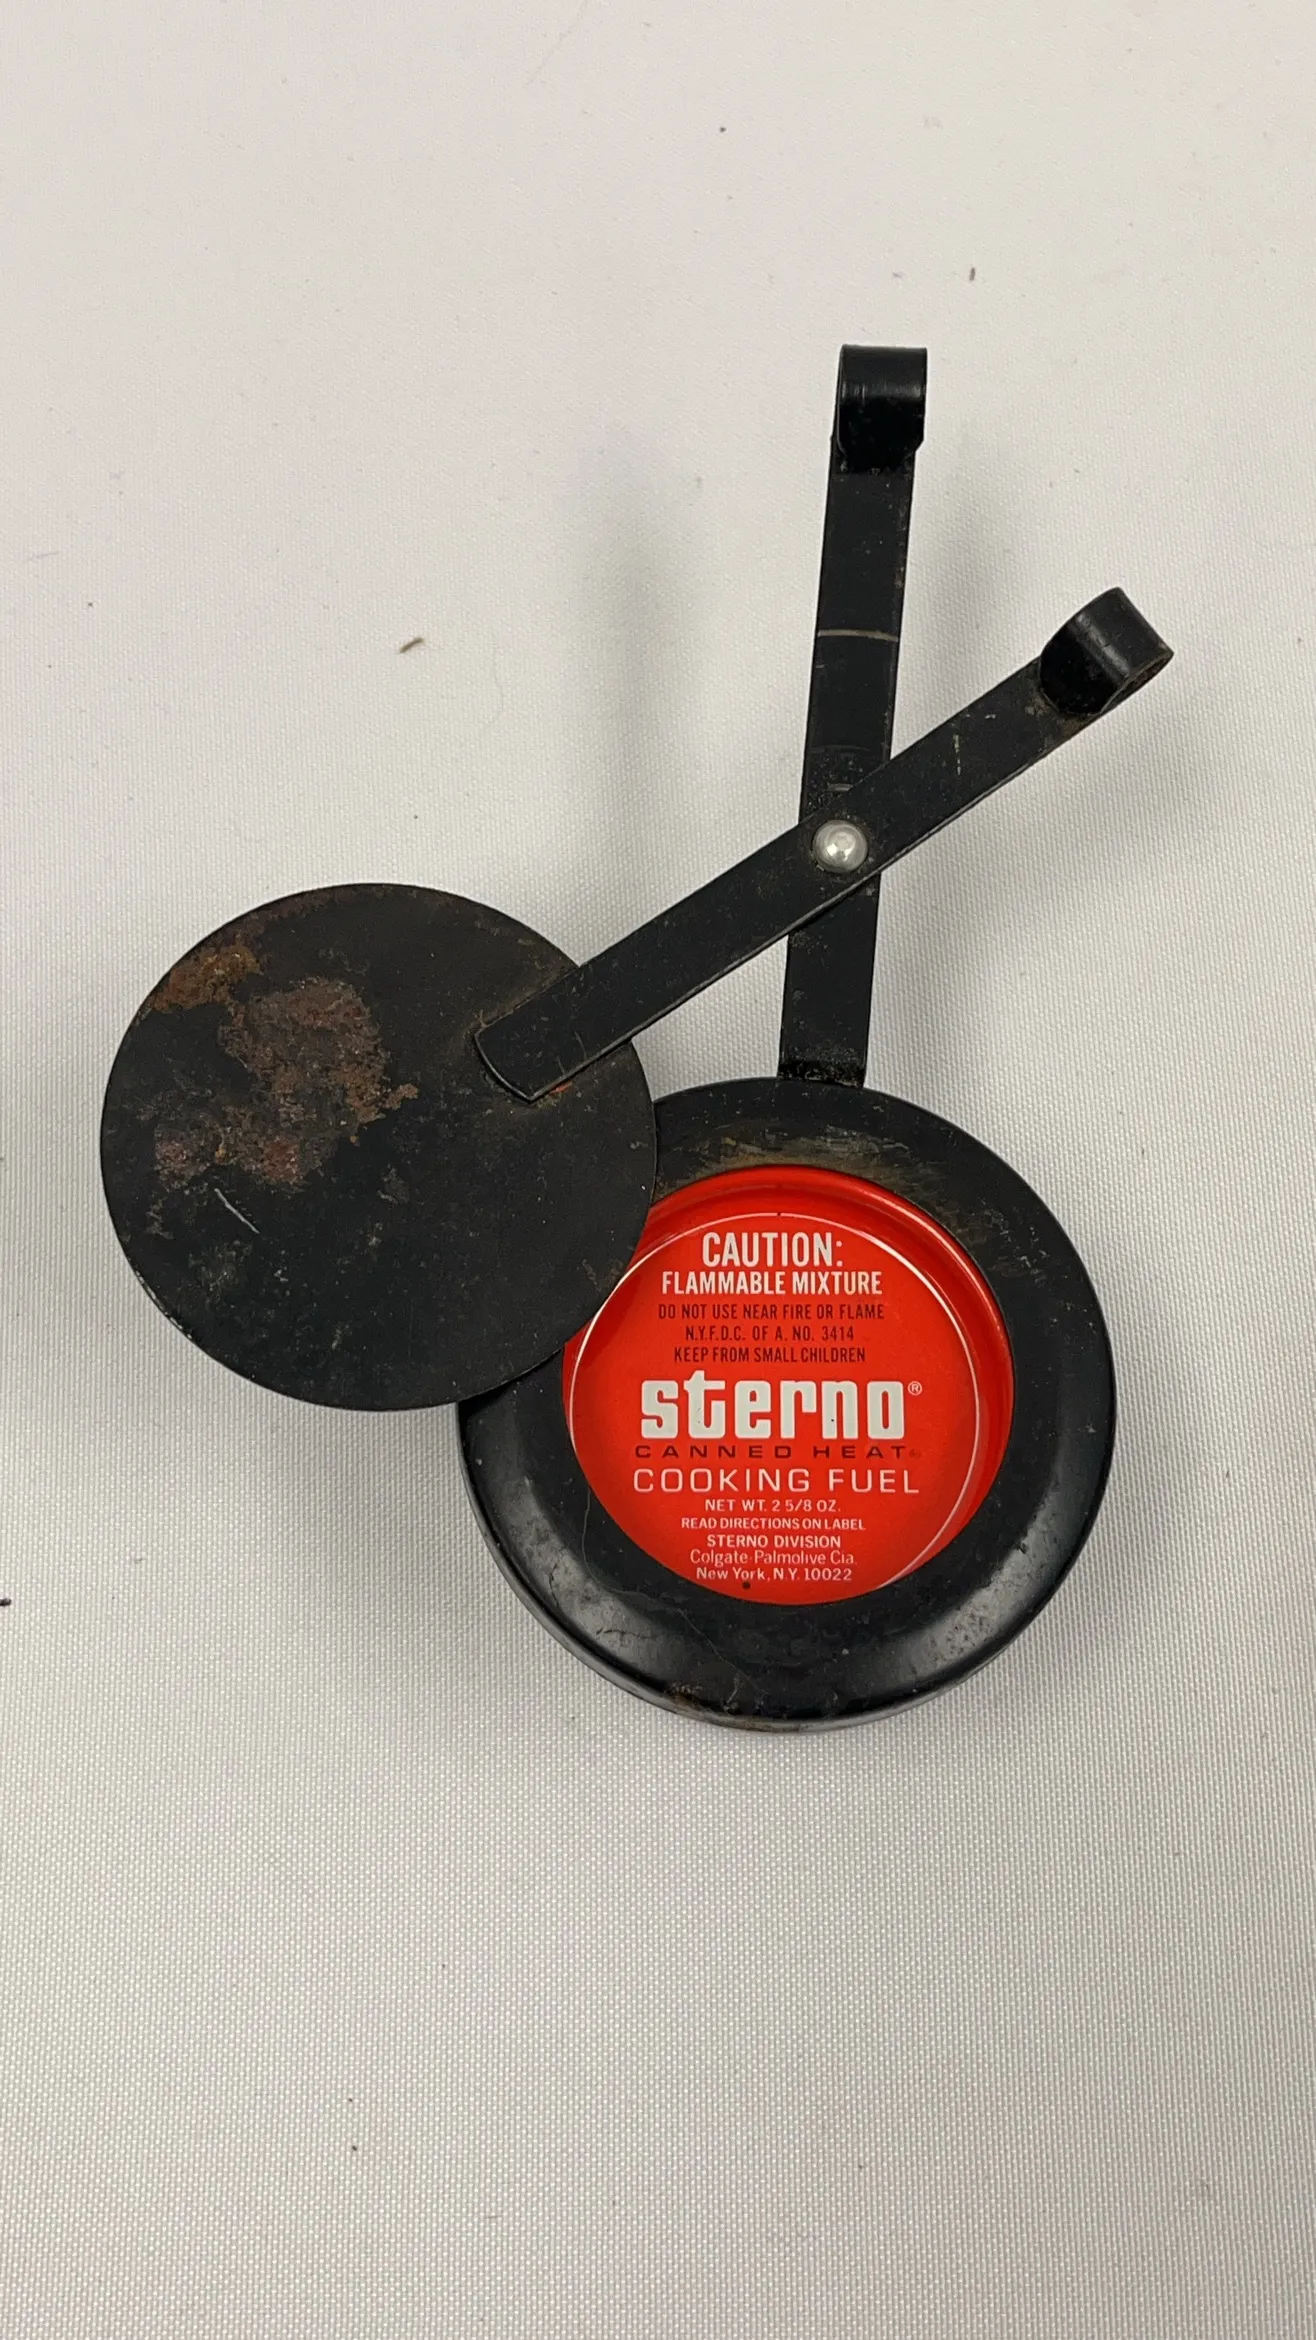 CAUTION:
FLAMMABLE MIXTURE
DO NOT USE NEAR FIRE OR FLAME
N.Y.F.D.C. OF A. NO. 3414
KEEP FROM SMALL CHILDREN
sterno®
CANNED HEAT®
COOKING FUEL
NET WT. 2 5/8 OZ.
READ DIRECTIONS ON LABEL
STERNO DIVISION
Colgate-Palmolive Cia.
New York, N.Y. 10022